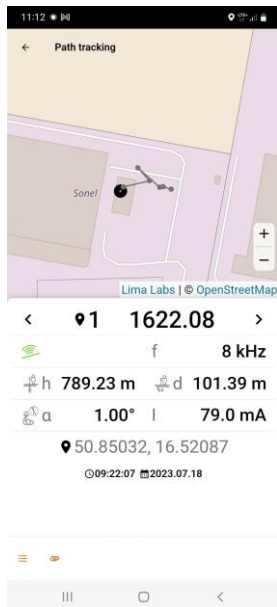 11:12
Path tracking
Sonel
+
−
Lima Labs | © OpenStreetMap
1 1622.08
f 8 kHz
h 789.23 m d 101.39 m
α 1.00° I 79.0 mA
50.85032, 16.52087
09:22:07 2023.07.18